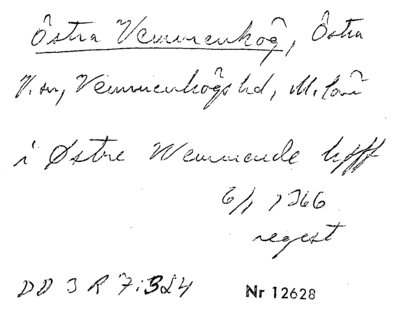 Östra Vemmenhög, Östra
V. sn, Vemmenhögs hd, M. län
i Østre Wemmende hgff
6/1 1366
regest
DD 3 R 7:324 Nr 12628